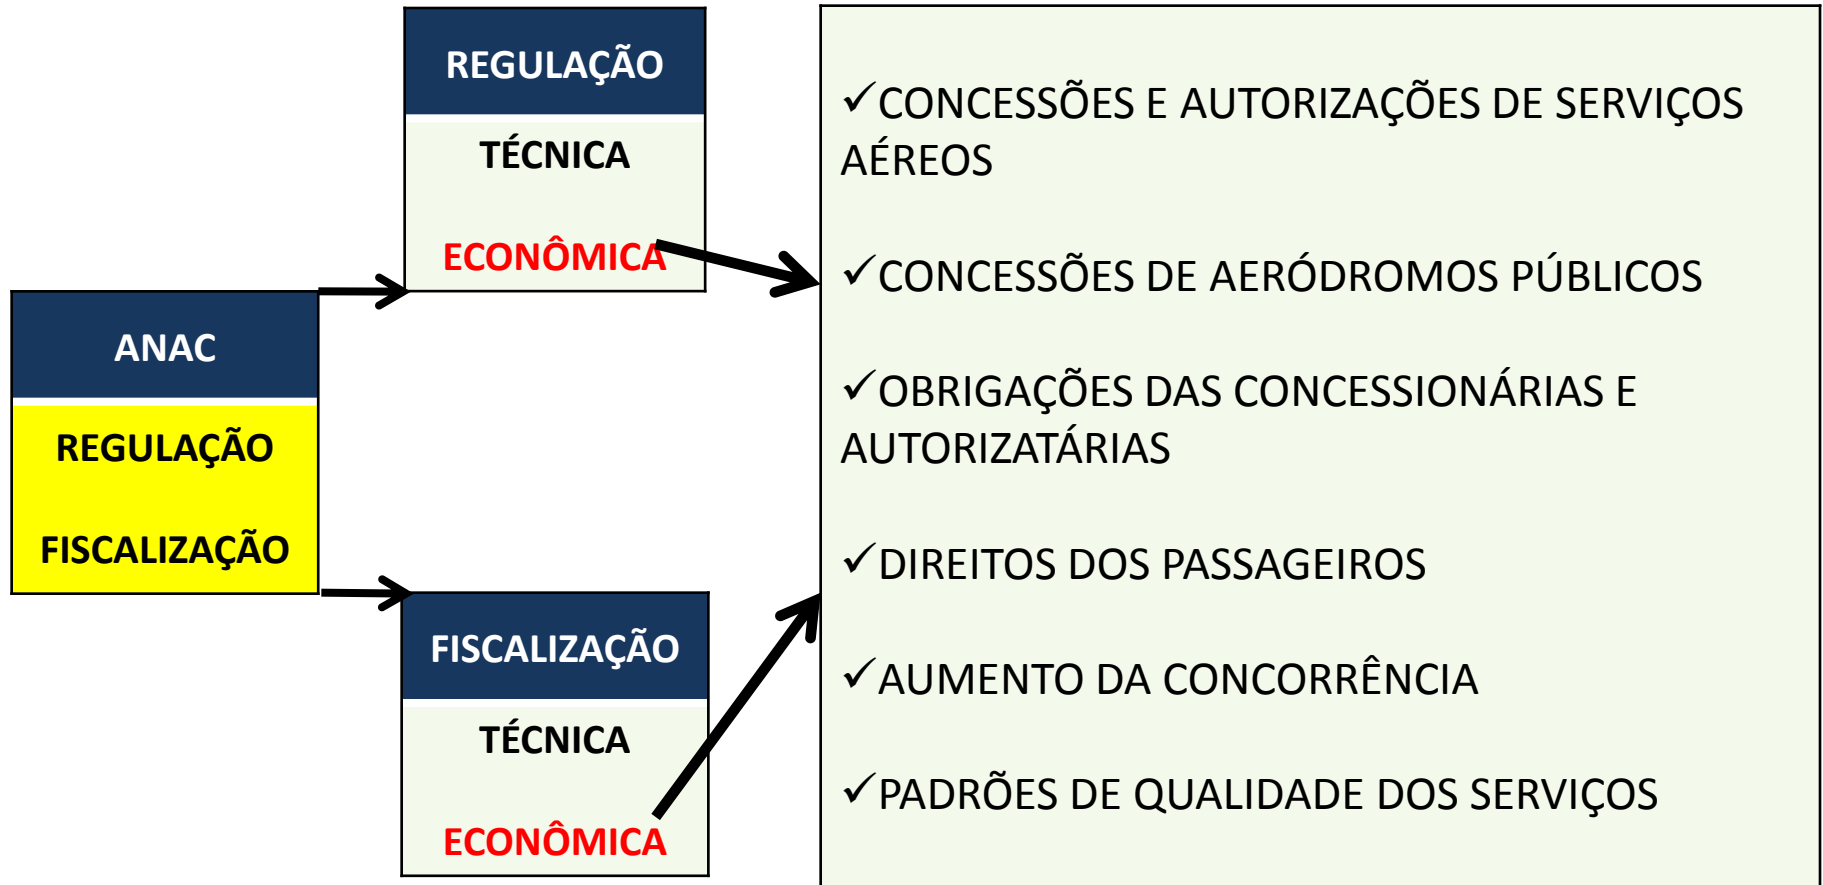 ANAC
REGULAÇÃO
FISCALIZAÇÃO
REGULAÇÃO
TÉCNICA
ECONÔMICA
FISCALIZAÇÃO
TÉCNICA
ECONÔMICA
✓CONCESSÕES E AUTORIZAÇÕES DE SERVIÇOS
AÉREOS
✓CONCESSÕES DE AERÓDROMOS PÚBLICOS
✓OBRIGAÇÕES DAS CONCESSIONÁRIAS E
AUTORIZATÁRIAS
✓DIREITOS DOS PASSAGEIROS
✓AUMENTO DA CONCORRÊNCIA
✓PADRÕES DE QUALIDADE DOS SERVIÇOS